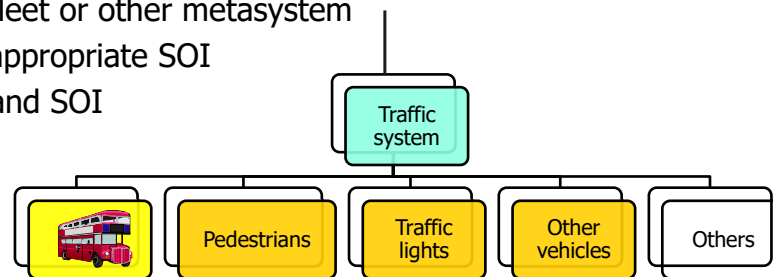 leet or other metasystem
appropriate SOI
and SOI
Traffic
system
Pedestrians
Traffic
lights
Other
vehicles
Others